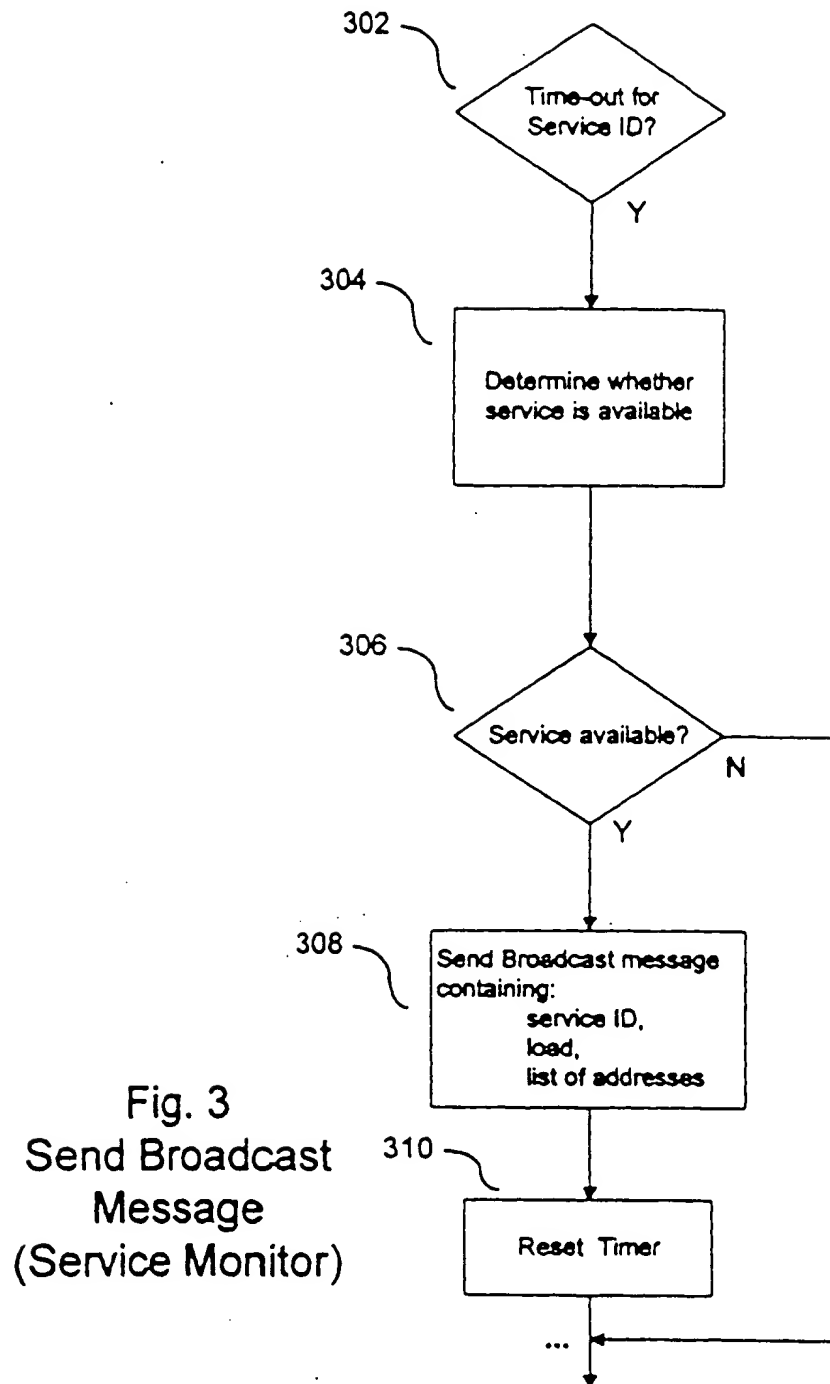 302
Time-out for
Service ID?
Y
304
Determine whether
service is available
306
Service available?
N
Y
308
Send Broadcast message
containing:
service ID,
load,
list of addresses
Fig. 3
Send Broadcast
Message
(Service Monitor)
310
Reset Timer
...